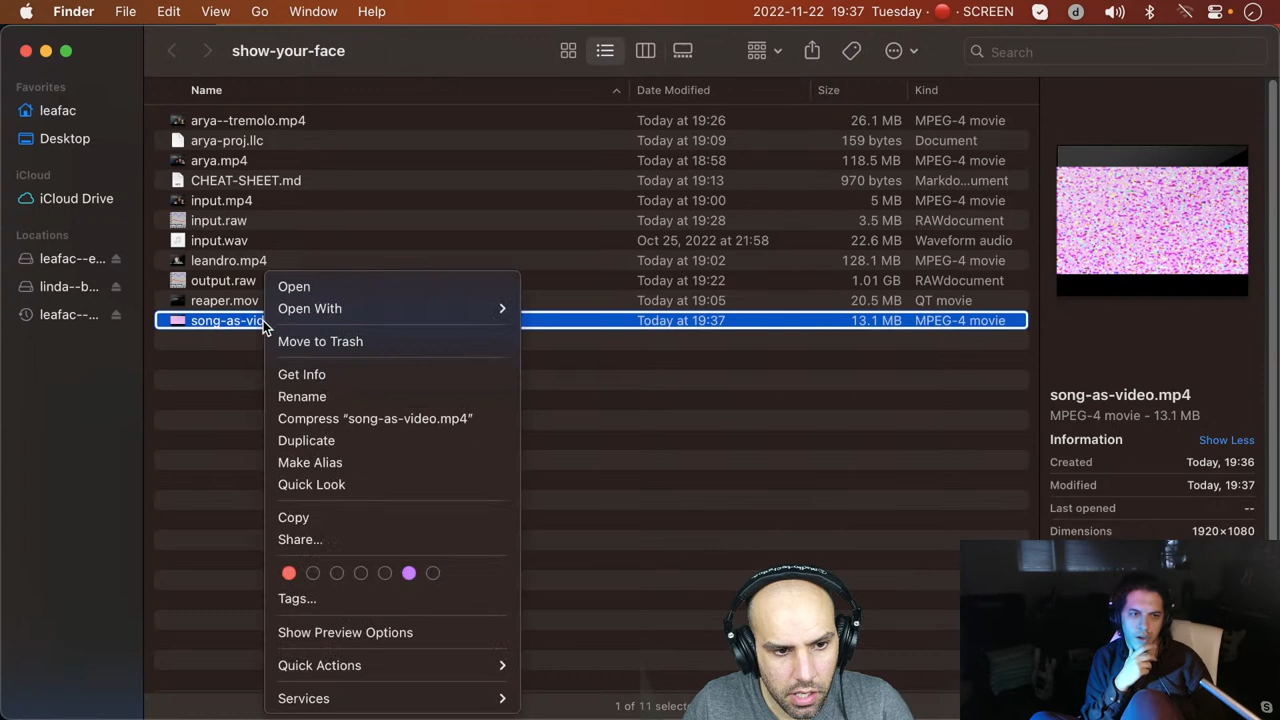 Finder File Edit View Go Window Help 2022-11-22 19:37 Tuesday SCREEN d
show-your-face Search
Favorites
leafac
Desktop
iCloud
iCloud Drive
Locations
leafac--e...
linda--b...
leafac--...
Name Date Modified Size Kind
arya--tremolo.mp4 Today at 19:26 26.1 MB MPEG-4 movie
arya-proj.llc Today at 19:09 159 bytes Document
arya.mp4 Today at 18:58 118.5 MB MPEG-4 movie
CHEAT-SHEET.md Today at 19:13 970 bytes Markdo...ument
input.mp4 Today at 19:00 5 MB MPEG-4 movie
input.raw Today at 19:28 3.5 MB RAWdocument
input.wav Oct 25, 2022 at 21:58 22.6 MB Waveform audio
leandro.mp4 Today at 19:02 128.1 MB MPEG-4 movie
output.raw Today at 19:22 1.01 GB RAWdocument
reaper.mov Today at 19:05 20.5 MB QT movie
song-as-vid Today at 19:37 13.1 MB MPEG-4 movie
Open
Open With
Move to Trash
Get Info
Rename
Compress “song-as-video.mp4”
Duplicate
Make Alias
Quick Look
Copy
Share...
Tags...
Show Preview Options
Quick Actions
Services
1 of 11 selec
song-as-video.mp4
MPEG-4 movie - 13.1 MB
Information Show Less
Created Today, 19:36
Modified Today, 19:37
Last opened --
Dimensions 1920×1080